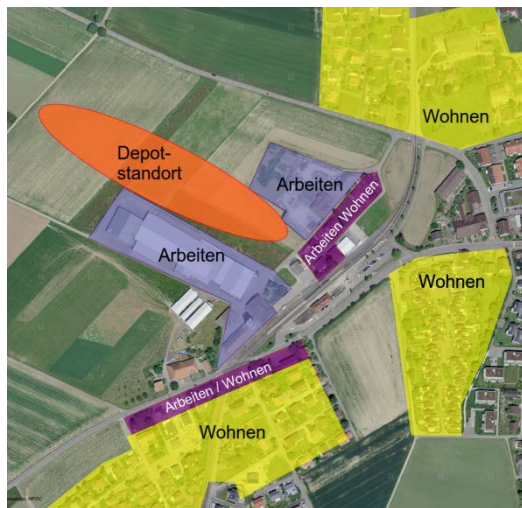 Wohnen
Depot-
standort
Arbeiten
Arbeiten Wohnen
Arbeiten
Wohnen
Arbeiten / Wohnen
Wohnen